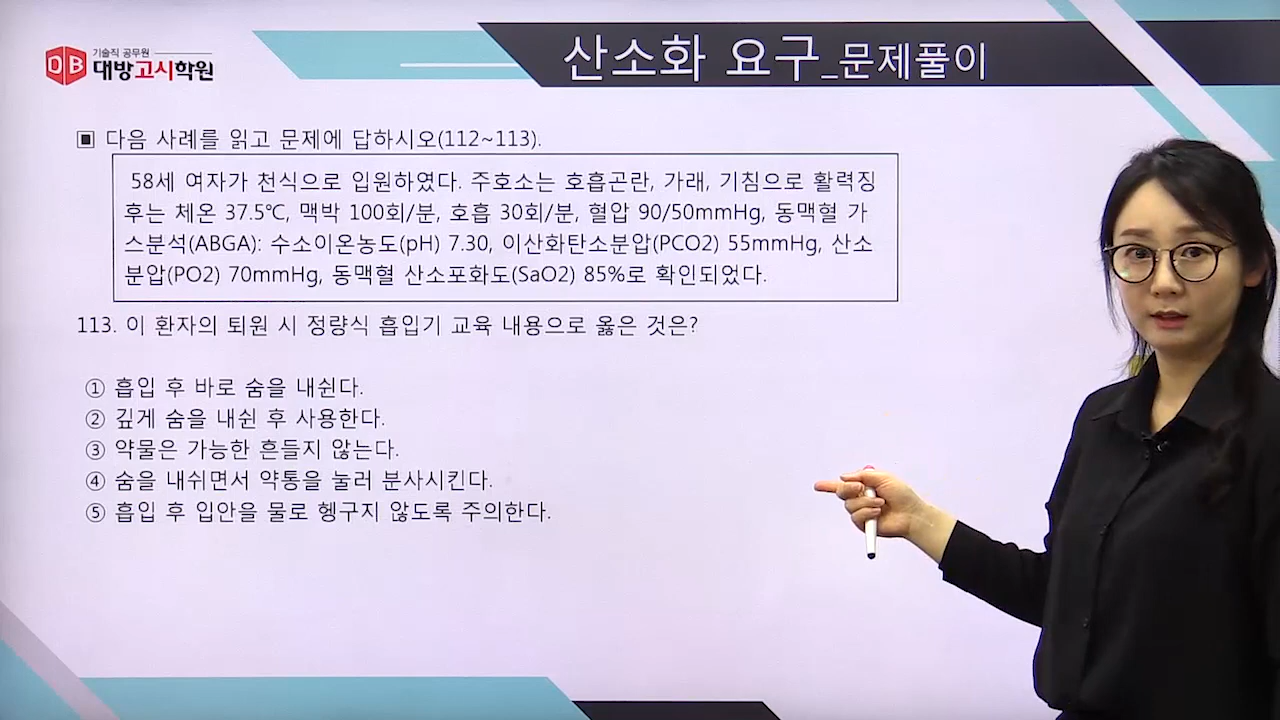 기술직 공무원
DB 대방고시학원
산소화 요구_문제풀이
▣ 다음 사례를 읽고 문제에 답하시오(112~113).
58세 여자가 천식으로 입원하였다. 주호소는 호흡곤란, 가래, 기침으로 활력징
후는 체온 37.5℃, 맥박 100회/분, 호흡 30회/분, 혈압 90/50mmHg, 동맥혈 가
스분석(ABGA): 수소이온농도(pH) 7.30, 이산화탄소분압(PCO2) 55mmHg, 산소
분압(PO2) 70mmHg, 동맥혈 산소포화도(SaO2) 85%로 확인되었다.
113. 이 환자의 퇴원 시 정량식 흡입기 교육 내용으로 옳은 것은?
① 흡입 후 바로 숨을 내쉰다.
② 깊게 숨을 내쉰 후 사용한다.
③ 약물은 가능한 흔들지 않는다.
④ 숨을 내쉬면서 약통을 눌러 분사시킨다.
⑤ 흡입 후 입안을 물로 헹구지 않도록 주의한다.